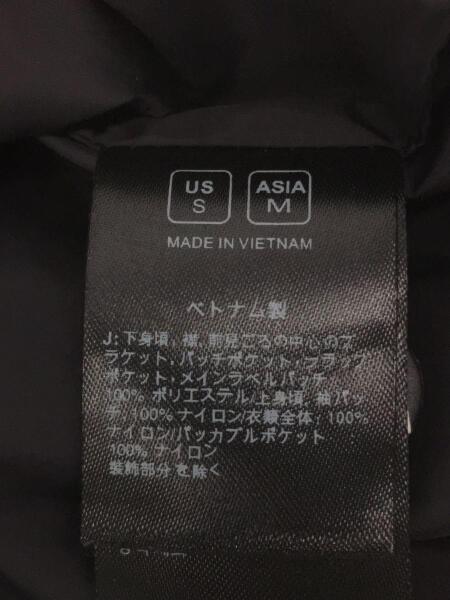 US
S
ASIA
M
MADE IN VIETNAM
ベトナム製
J: 下身頃, 襟, 前見ごろの中心のプ
ラケット, パッチポケット, フラップ
ポケット, メインラベルパッチ
100% ポリエステル/上身頃, 袖パッ
チ, 100% ナイロン/衣類全体: 100%
ナイロン/パッカブルポケット
100% ナイロン
装飾部分を除く